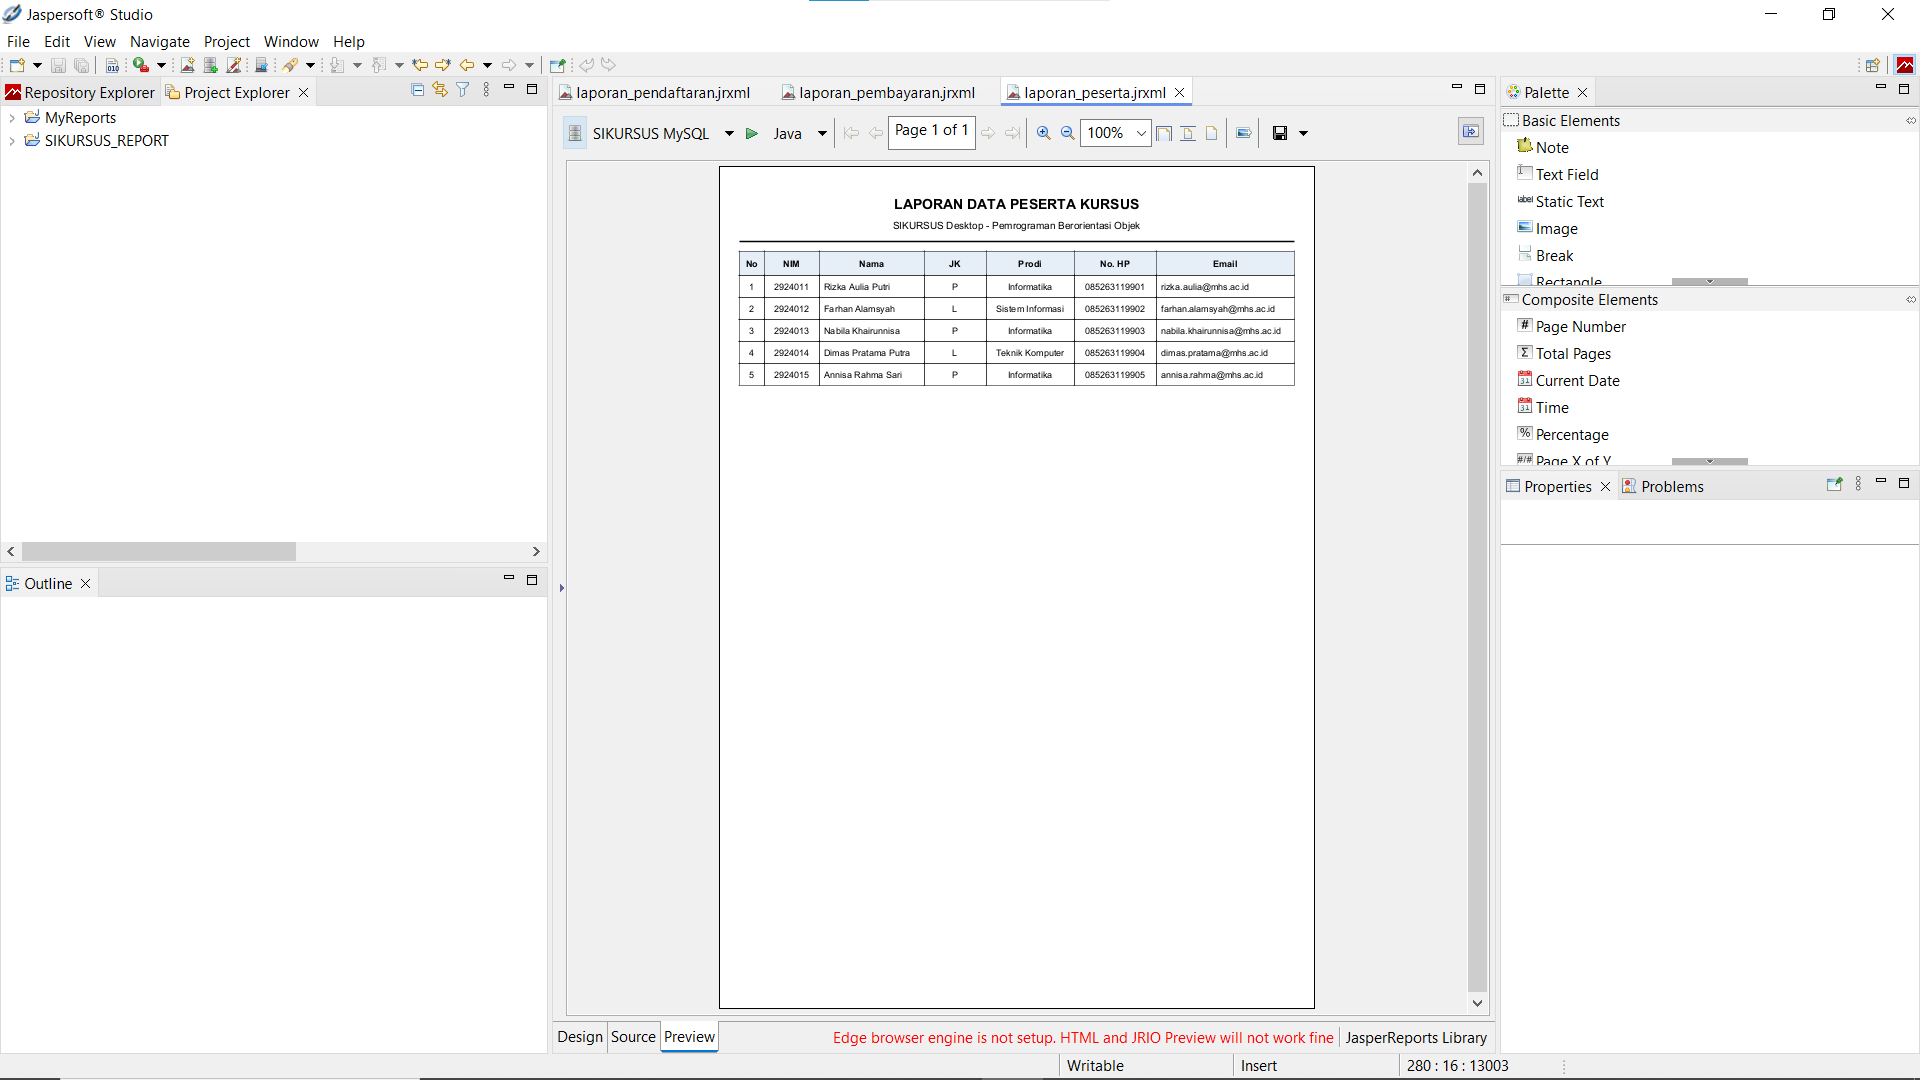 Jaspersoft® Studio
File Edit View Navigate Project Window Help
Repository Explorer Project Explorer
MyReports
SIKURSUS_REPORT
Outline
laporan_pendaftaran.jrxml laporan_pembayaran.jrxml laporan_peserta.jrxml
SIKURSUS MySQL Java Page 1 of 1 100%
LAPORAN DATA PESERTA KURSUS
SIKURSUS Desktop - Pemrograman Berorientasi Objek
No NIM Nama JK Prodi No. HP Email
1 2924011 Rizka Aulia Putri P Informatika 085263119901 rizka.aulia@mhs.ac.id
2 2924012 Farhan Alamsyah L Sistem Informasi 085263119902 farhan.alamsyah@mhs.ac.id
3 2924013 Nabila Khairunnisa P Informatika 085263119903 nabila.khairunnisa@mhs.ac.id
4 2924014 Dimas Pratama Putra L Teknik Komputer 085263119904 dimas.pratama@mhs.ac.id
5 2924015 Annisa Rahma Sari P Informatika 085263119905 annisa.rahma@mhs.ac.id
Design Source Preview
Edge browser engine is not setup. HTML and JRIO Preview will not work fine JasperReports Library
Palette
Basic Elements
Note
Text Field
label Static Text
Image
Break
Rectangle
Composite Elements
# Page Number
Σ Total Pages
31 Current Date
31 Time
% Percentage
#/# Page X of Y
Properties Problems
Writable Insert 280 : 16 : 13003